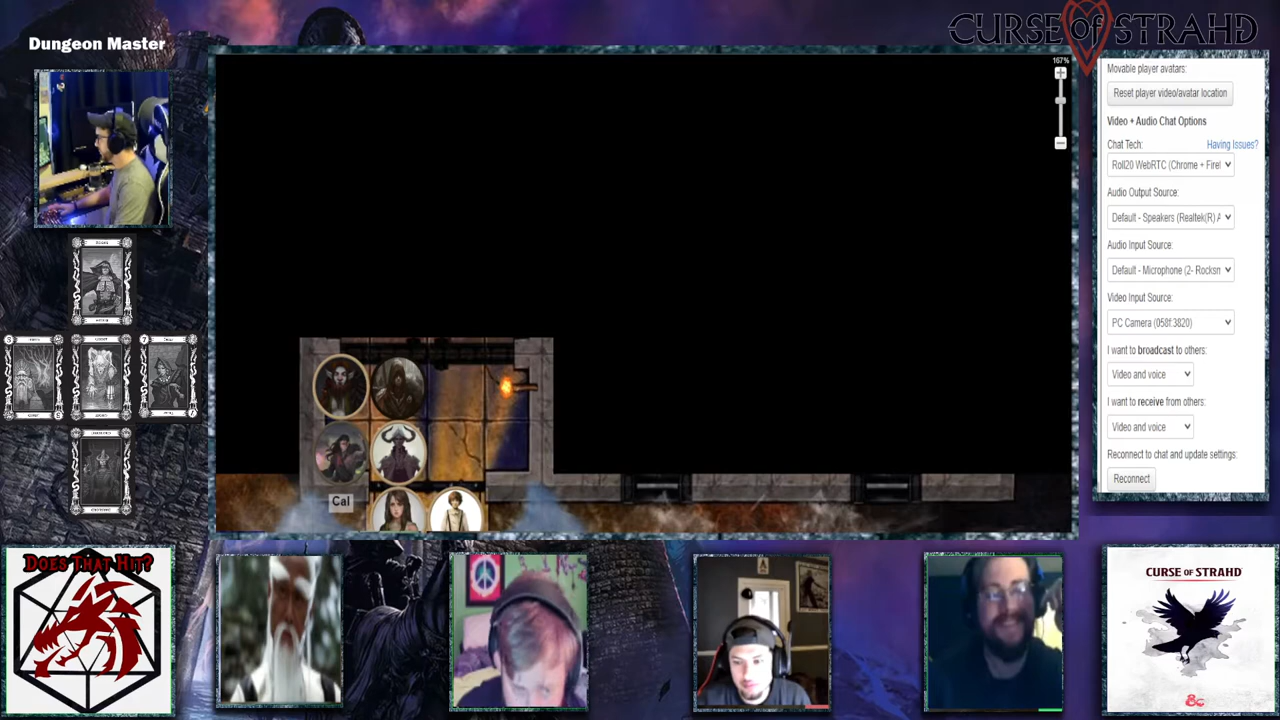 Dungeon Master
CURSE OF STRAHD
167%
Movable player avatars:
Reset player video/avatar location
Video + Audio Chat Options
Chat Tech:
Having Issues?
Roll20 WebRTC (Chrome + Firef
Audio Output Source:
Default - Speakers (Realtek(R) A
Audio Input Source:
Default - Microphone (2- Rocksn
Video Input Source:
PC Camera (058f:3820)
I want to broadcast to others:
Video and voice
I want to receive from others:
Video and voice
Reconnect to chat and update settings:
Reconnect
Cal
DOES THAT HIT?
CURSE OF STRAHD